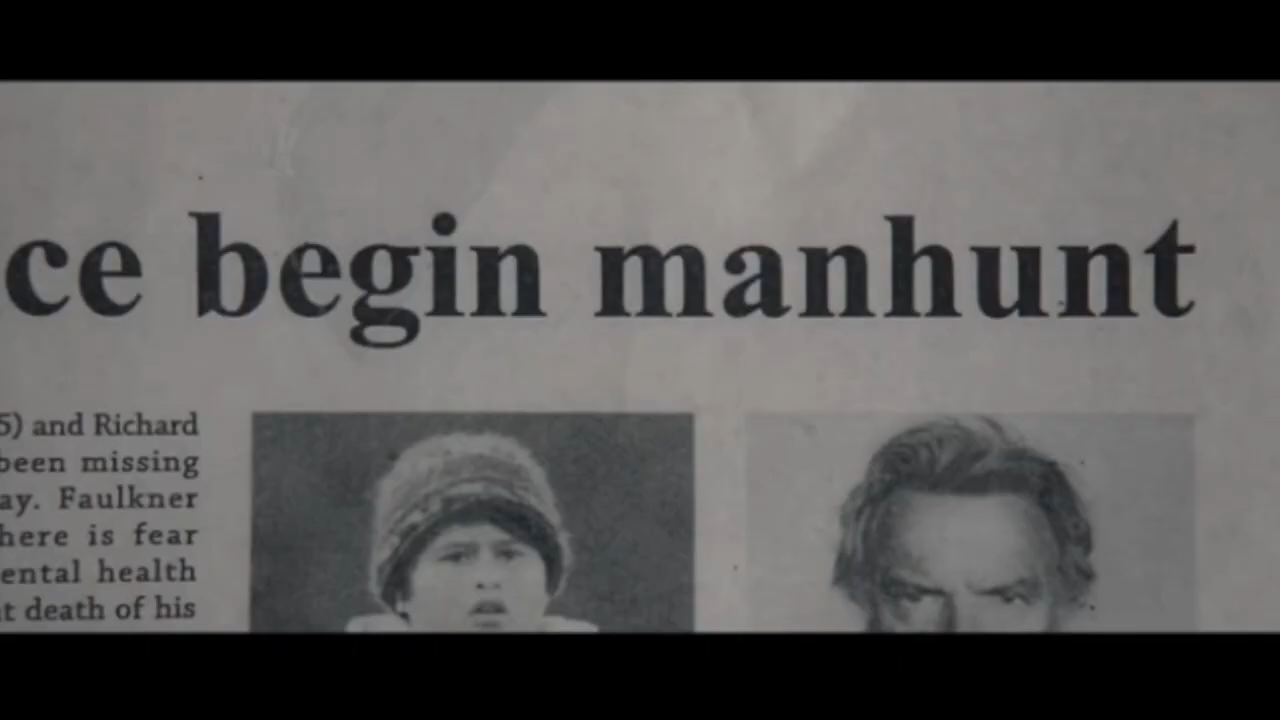 ce begin manhunt
5) and Richard
been missing
ay. Faulkner
here is fear
ental health
t death of his